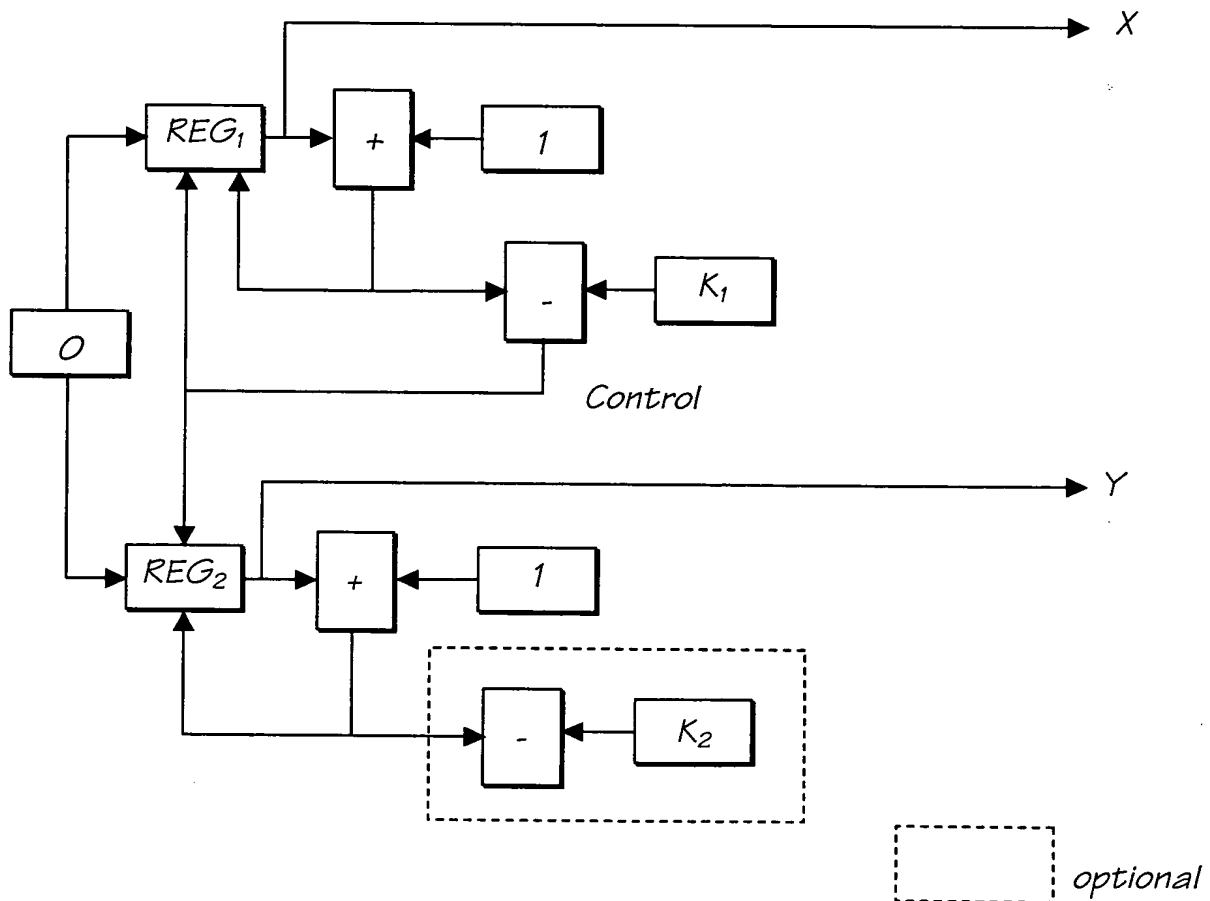 X
REG₁
+
1
-
K₁
0
Control
Y
REG₂
+
1
-
K₂
optional